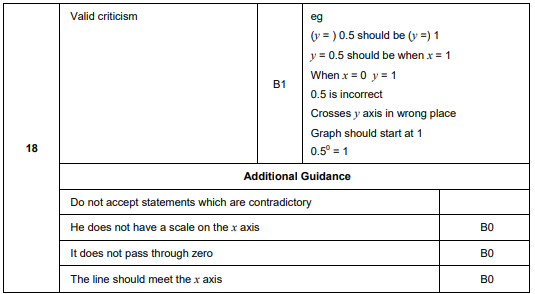 Valid criticism
eg
(y = ) 0.5 should be (y =) 1
y = 0.5 should be when x = 1
When x = 0  y = 1
B1
0.5 is incorrect
Crosses y axis in wrong place
Graph should start at 1
0.5⁰ = 1
18
Additional Guidance
Do not accept statements which are contradictory
He does not have a scale on the x axis B0
It does not pass through zero B0
The line should meet the x axis B0